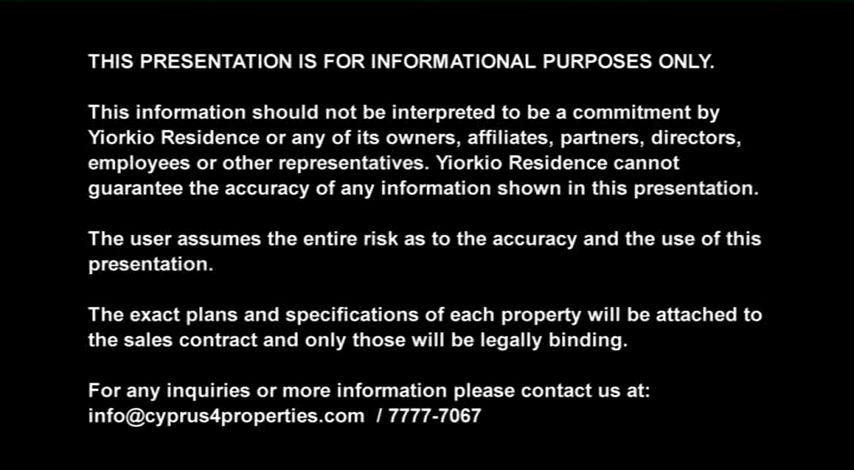 THIS PRESENTATION IS FOR INFORMATIONAL PURPOSES ONLY.
This information should not be interpreted to be a commitment by
Yiorkio Residence or any of its owners, affiliates, partners, directors,
employees or other representatives. Yiorkio Residence cannot
guarantee the accuracy of any information shown in this presentation.
The user assumes the entire risk as to the accuracy and the use of this
presentation.
The exact plans and specifications of each property will be attached to
the sales contract and only those will be legally binding.
For any inquiries or more information please contact us at:
info@cyprus4properties.com / 7777-7067